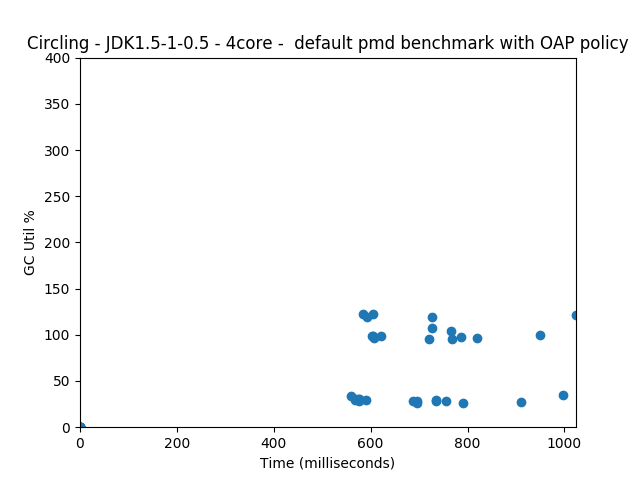 Circling - JDK1.5-1-0.5 - 4core -  default pmd benchmark with OAP policy
400
350
300
250
200
150
100
50
0
GC Util %
0 200 400 600 800 1000
Time (milliseconds)